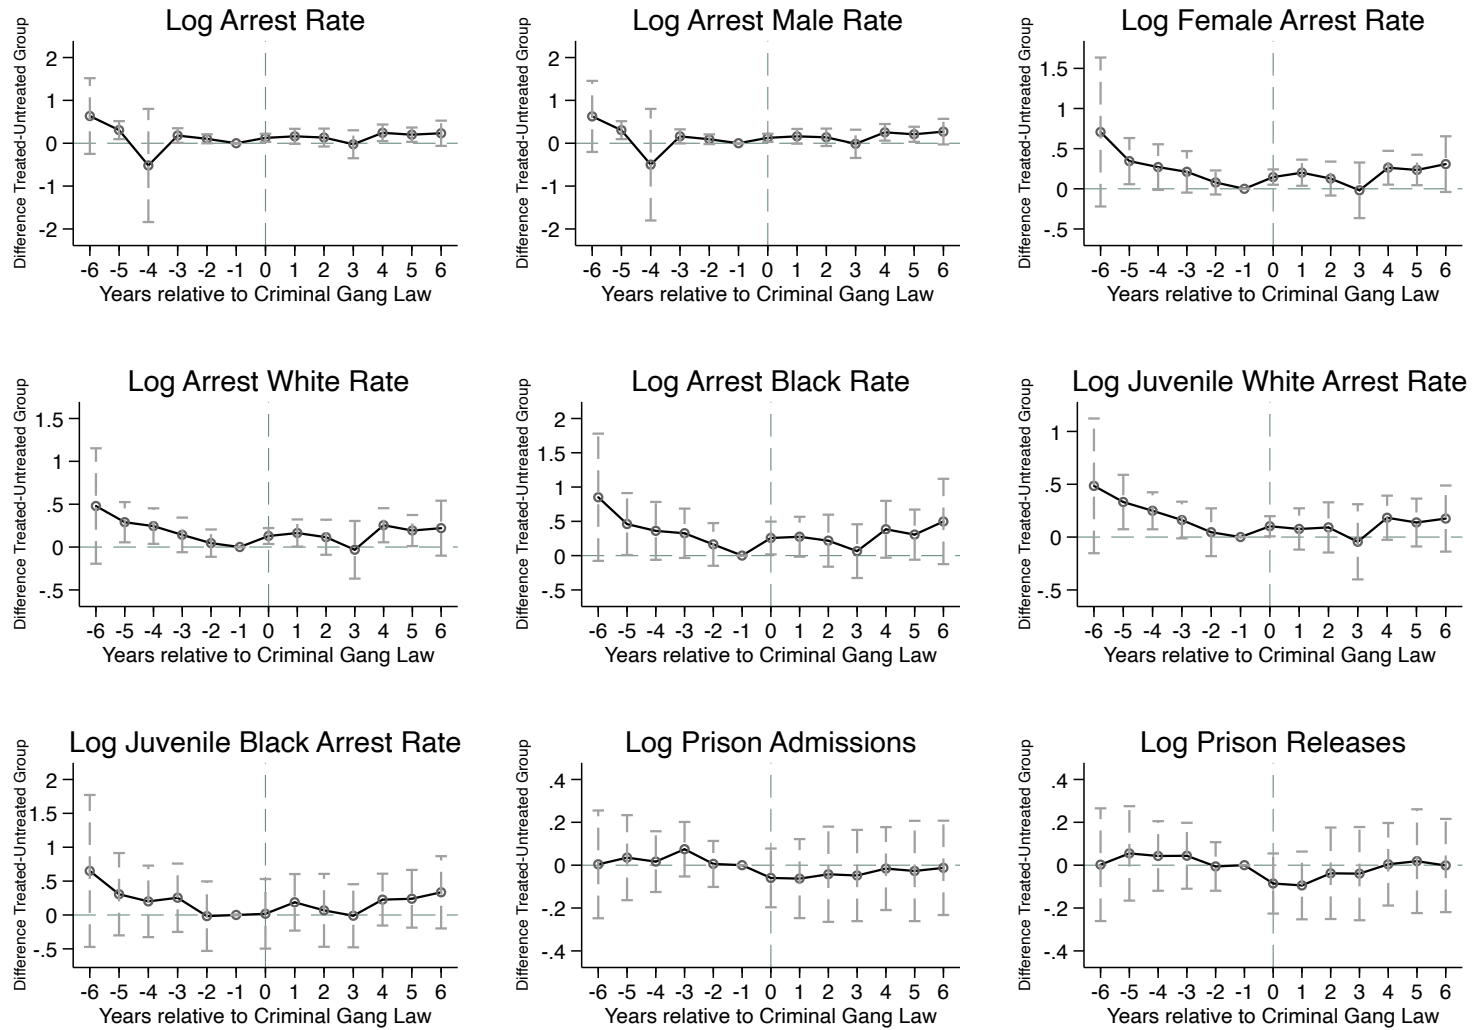 Log Arrest Rate
Difference Treated-Untreated Group
2
1
0
-1
-2
-6 -5 -4 -3 -2 -1 0 1 2 3 4 5 6
Years relative to Criminal Gang Law
Log Arrest Male Rate
Difference Treated-Untreated Group
2
1
0
-1
-2
-6 -5 -4 -3 -2 -1 0 1 2 3 4 5 6
Years relative to Criminal Gang Law
Log Female Arrest Rate
Difference Treated-Untreated Group
1.5
1
.5
0
-.5
-6 -5 -4 -3 -2 -1 0 1 2 3 4 5 6
Years relative to Criminal Gang Law
Log Arrest White Rate
Difference Treated-Untreated Group
1.5
1
.5
0
-.5
-6 -5 -4 -3 -2 -1 0 1 2 3 4 5 6
Years relative to Criminal Gang Law
Log Arrest Black Rate
Difference Treated-Untreated Group
2
1.5
1
.5
0
-.5
-6 -5 -4 -3 -2 -1 0 1 2 3 4 5 6
Years relative to Criminal Gang Law
Log Juvenile White Arrest Rate
Difference Treated-Untreated Group
1
.5
0
-.5
-6 -5 -4 -3 -2 -1 0 1 2 3 4 5 6
Years relative to Criminal Gang Law
Log Juvenile Black Arrest Rate
Difference Treated-Untreated Group
2
1.5
1
.5
0
-.5
-6 -5 -4 -3 -2 -1 0 1 2 3 4 5 6
Years relative to Criminal Gang Law
Log Prison Admissions
Difference Treated-Untreated Group
.4
.2
0
-.2
-.4
-6 -5 -4 -3 -2 -1 0 1 2 3 4 5 6
Years relative to Criminal Gang Law
Log Prison Releases
Difference Treated-Untreated Group
.4
.2
0
-.2
-.4
-6 -5 -4 -3 -2 -1 0 1 2 3 4 5 6
Years relative to Criminal Gang Law